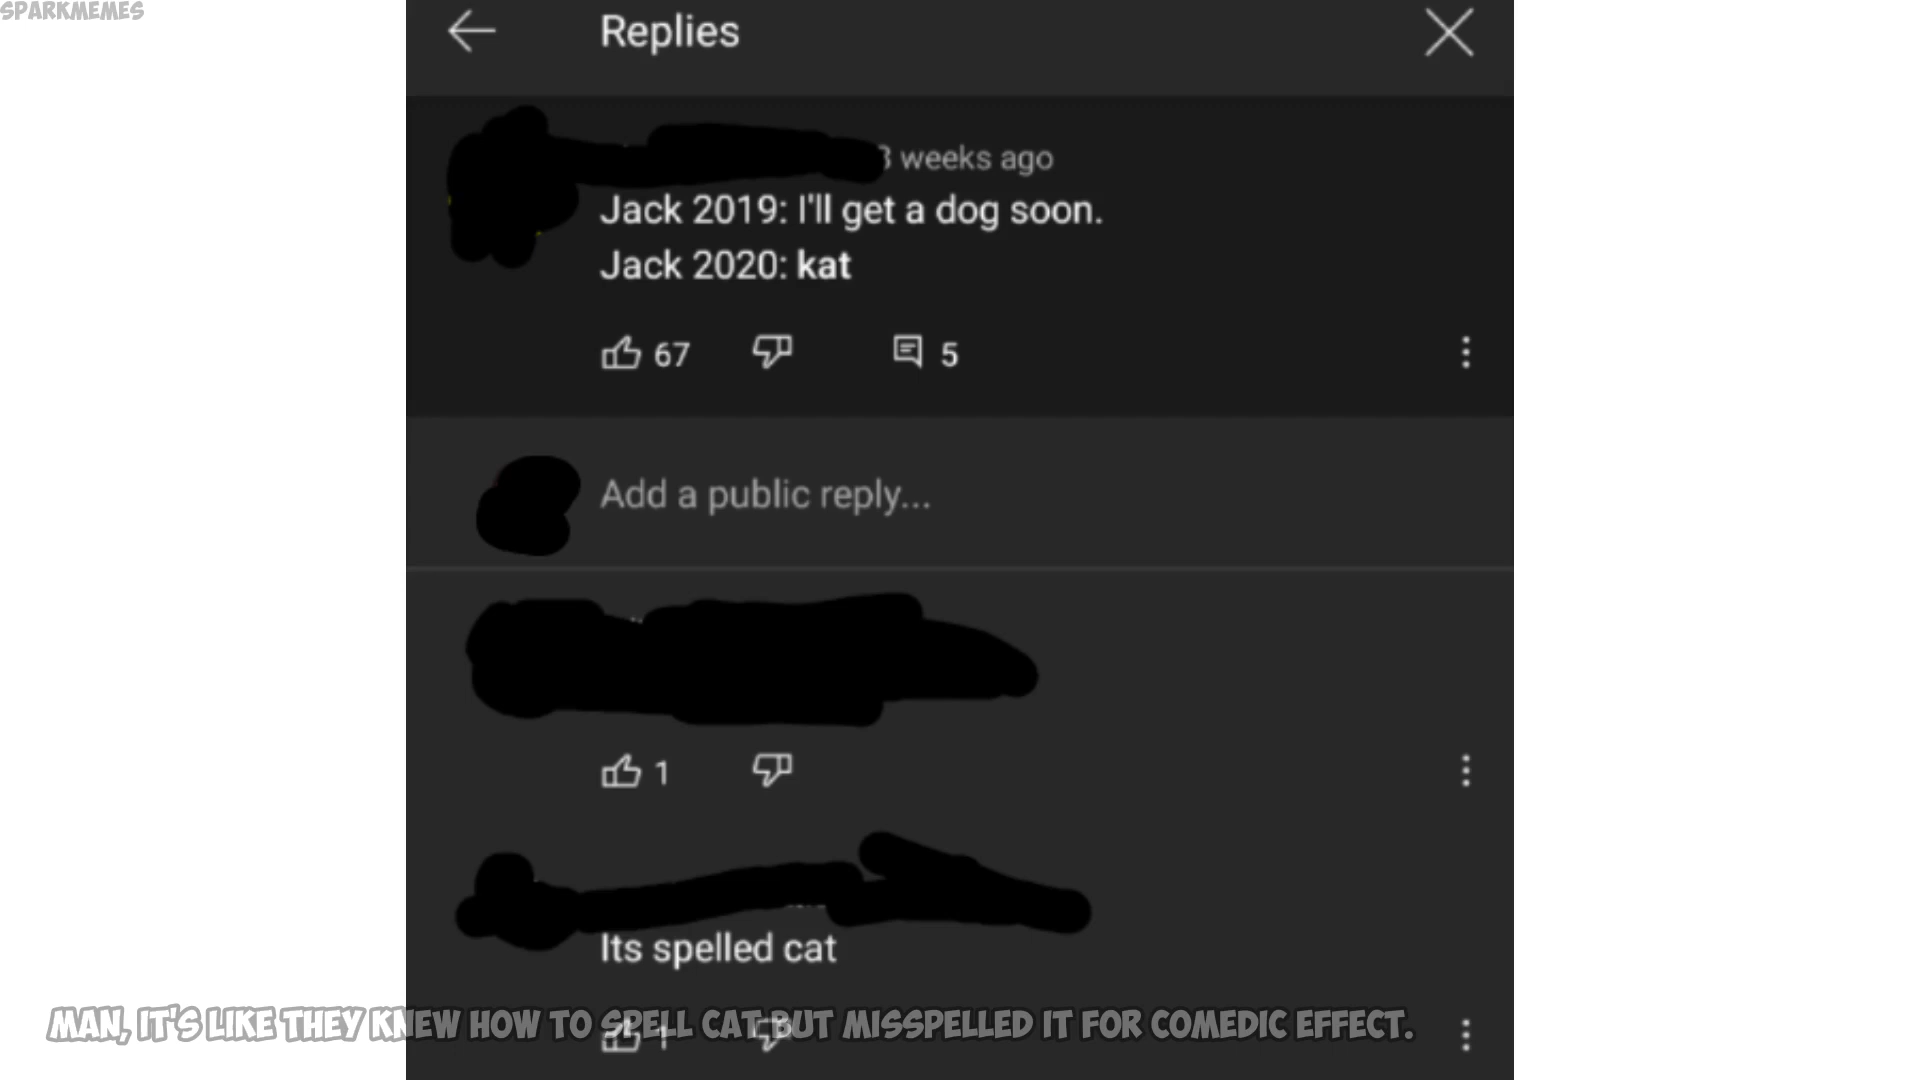 SPARKMEMES
Replies
3 weeks ago
Jack 2019: I'll get a dog soon.
Jack 2020: kat
67
5
Add a public reply...
1
Its spelled cat
MAN, IT'S LIKE THEY KNEW HOW TO SPELL CAT BUT MISSPELLED IT FOR COMEDIC EFFECT.
1